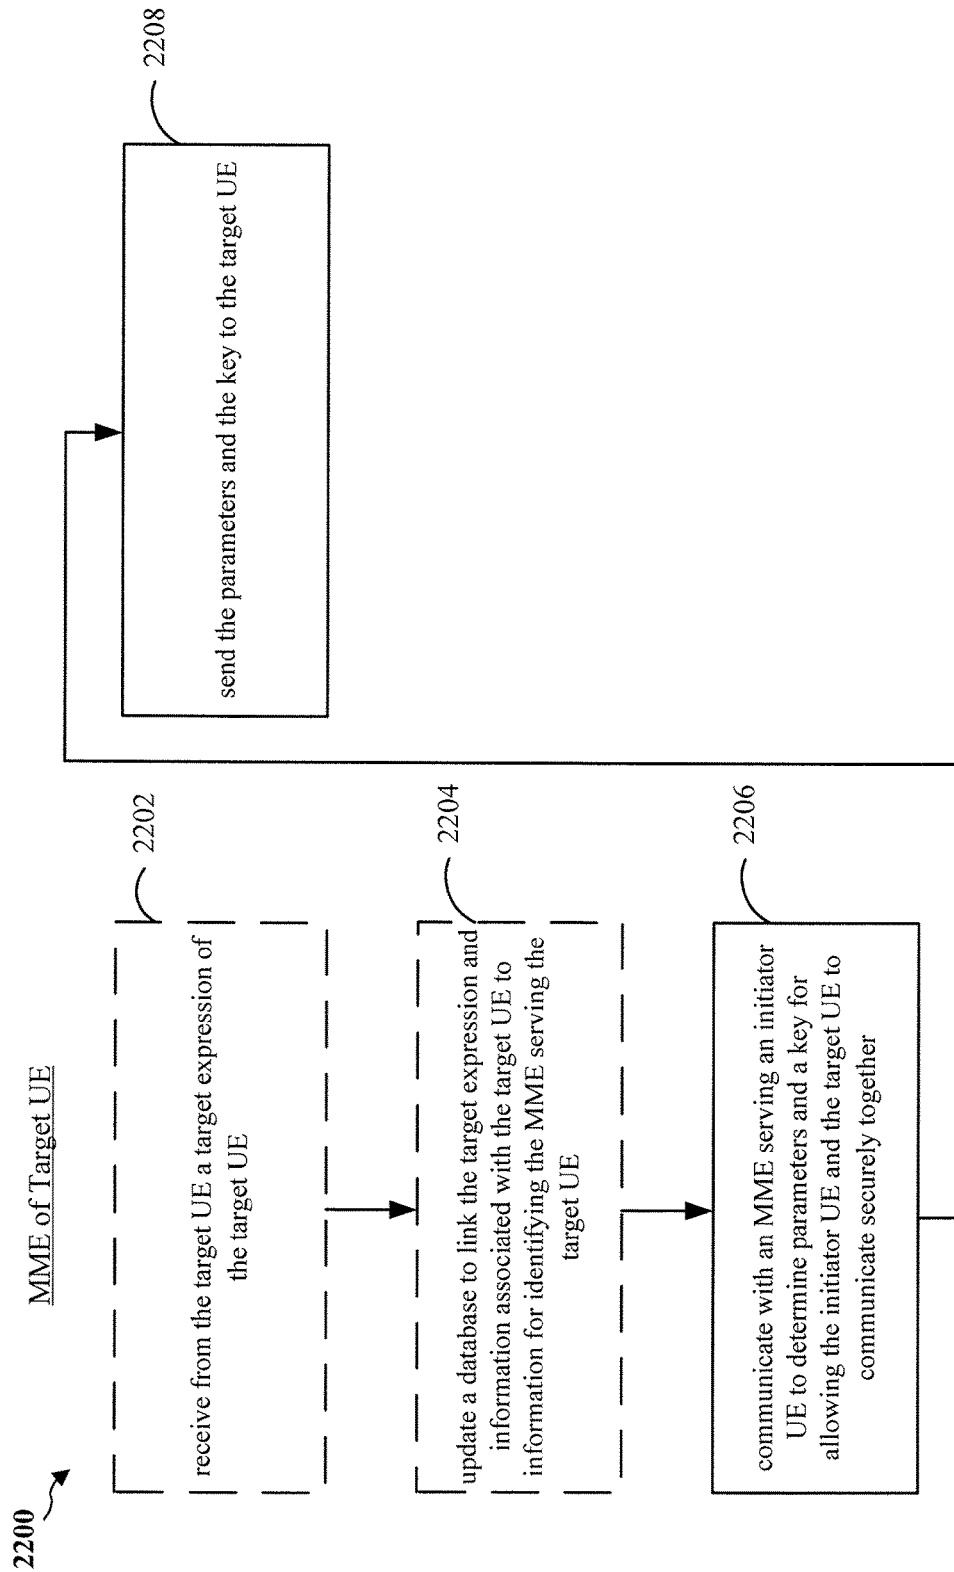 2200
MME of Target UE
receive from the target UE a target expression of
the target UE
2202
update a database to link the target expression and
information associated with the target UE to
information for identifying the MME serving the
target UE
2204
communicate with an MME serving an initiator
UE to determine parameters and a key for
allowing the initiator UE and the target UE to
communicate securely together
2206
send the parameters and the key to the target UE
2208